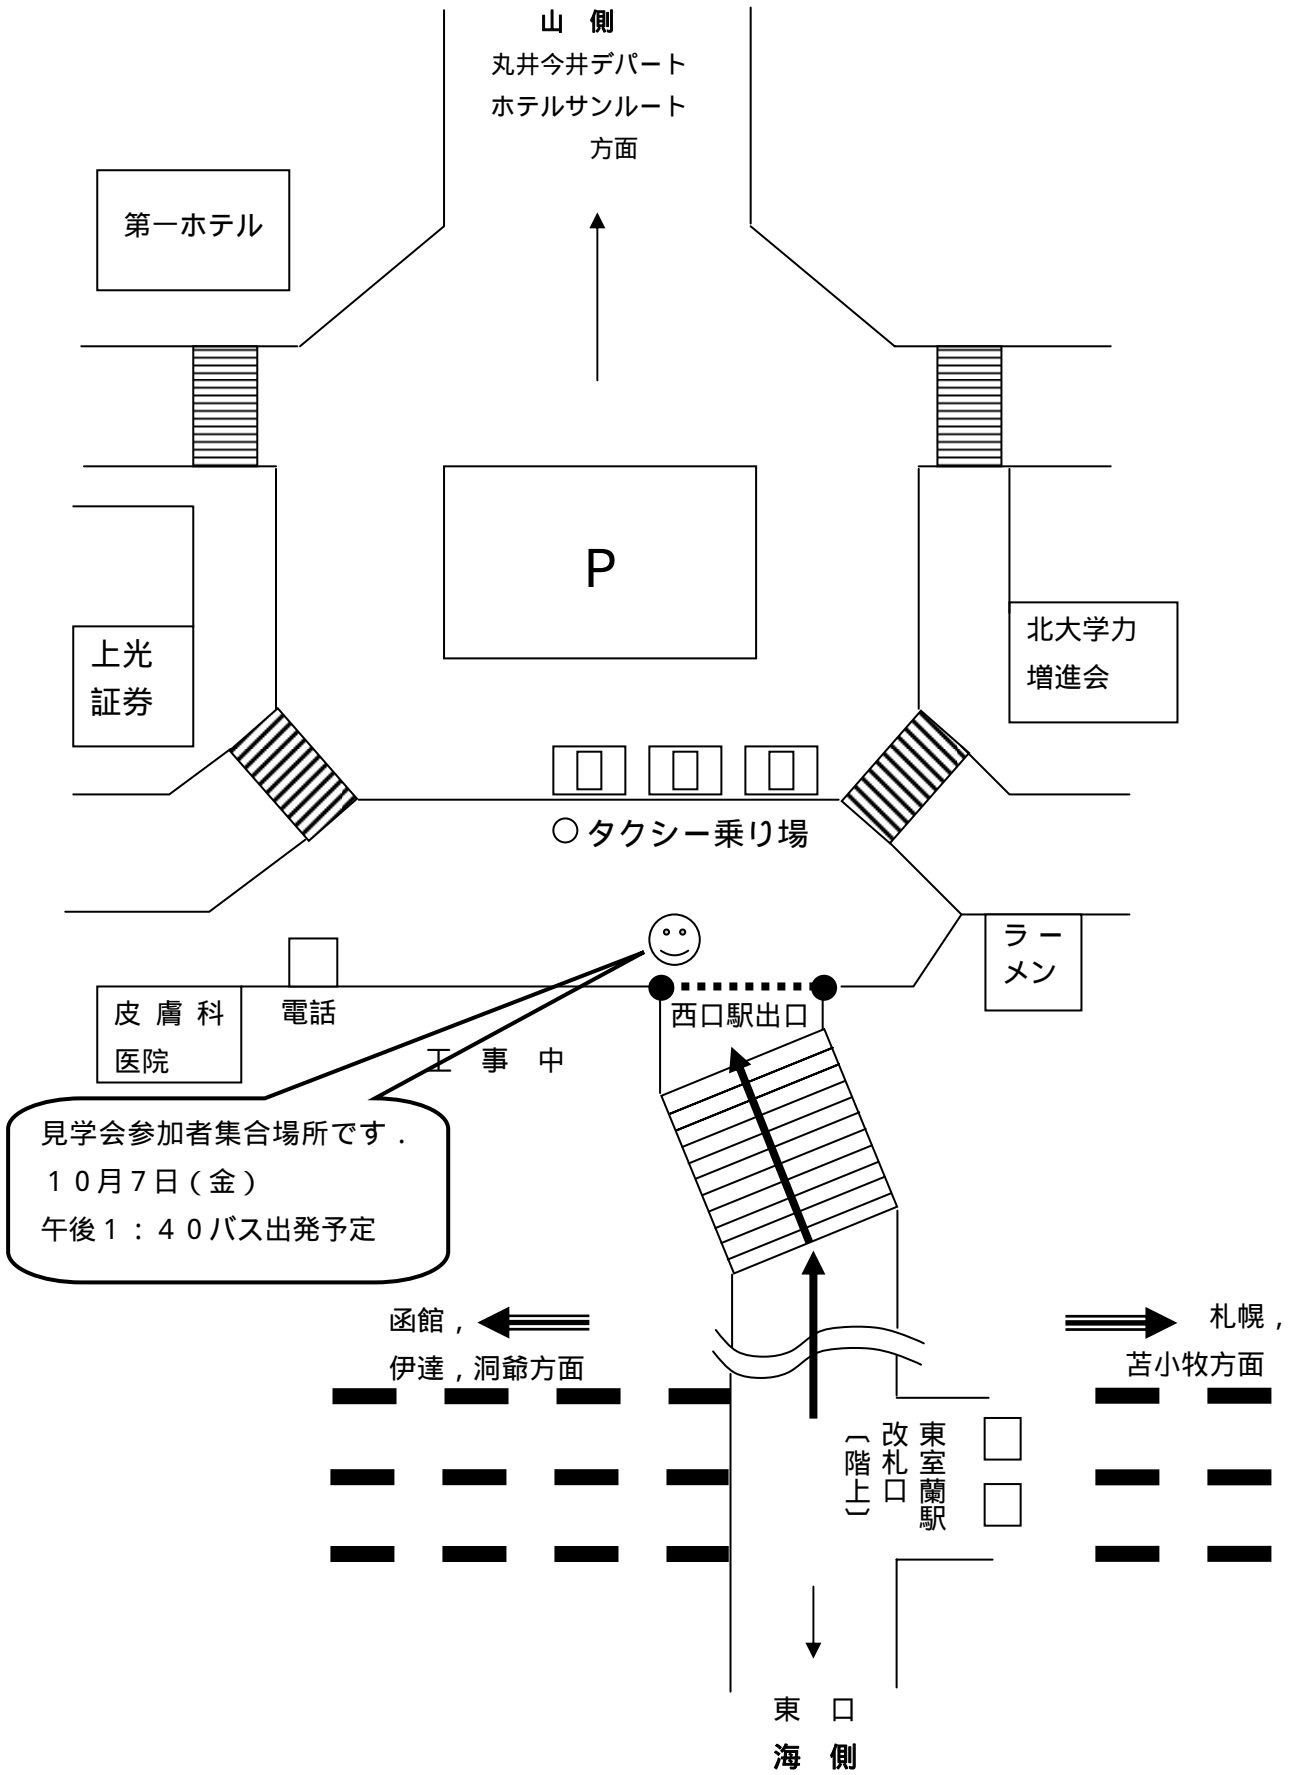 山　側
丸井今井デパート
ホテルサンルート
方面
第一ホテル
P
上光
証券
北大学力
増進会
○タクシー乗り場
ラー
メン
西口駅出口
電話
皮 膚 科
医院
工　事　中
見学会参加者集合場所です．
１０月７日（金）
午後１：４０バス出発予定
函館，
伊達，洞爺方面
札幌，
苫小牧方面
東室蘭駅
改札口
〔階上〕
東　口
海　側